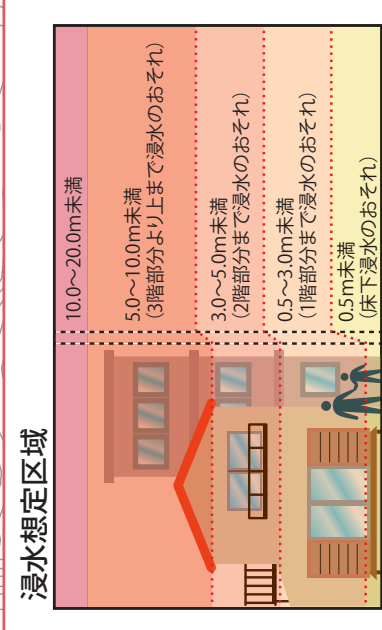 浸水想定区域
10.0〜20.0m未満
5.0〜10.0m未満
(3階部分より上まで浸水のおそれ)
3.0〜5.0m未満
(2階部分まで浸水のおそれ)
0.5〜3.0m未満
(1階部分まで浸水のおそれ)
0.5m未満
(床下浸水のおそれ)